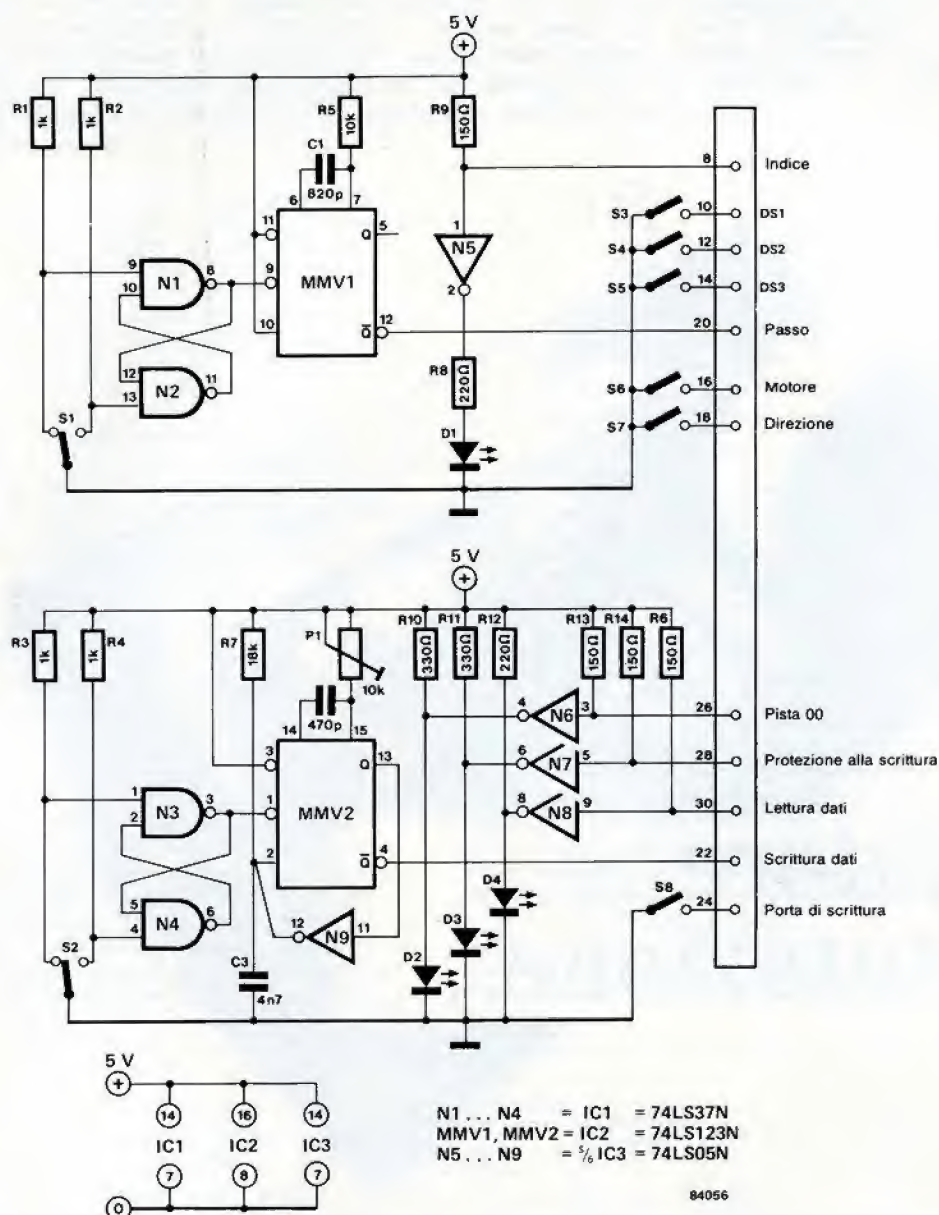 5 V
+
R1
1k
R2
1k
R5
10k
R9
150Ω
C1
820p
6
7
8
Indice
11
Q
5
1
S3
10
DS1
9
N1
8
9
MMV1
N5
S4
12
DS2
10
2
S5
14
DS3
10
Q
12
20
Passo
12
N2
11
R8
220Ω
13
S6
16
Motore
S1
D1
S7
18
Direzione
5 V
+
R3
1k
R4
1k
R7
18k
P1
10k
R10
330Ω
R11
330Ω
R12
220Ω
R13
150Ω
R14
150Ω
R6
150Ω
470p
14
15
4
N6
3
26
Pista 00
3
Q
13
6
N7
5
28
Protezione alla scrittura
1
N3
3
1
MMV2
8
N8
9
30
Lettura dati
2
2
Q
4
22
Scrittura dati
5
N4
6
D4
S8
24
Porta di scrittura
4
12
N9
11
D3
S2
C3
4n7
D2
5 V
+
14
16
14
IC1
IC2
IC3
7
8
7
0
N1 . . . N4 = IC1 = 74LS37N
MMV1, MMV2 = IC2 = 74LS123N
N5 . . . N9 = 5/6 IC3 = 74LS05N
84056